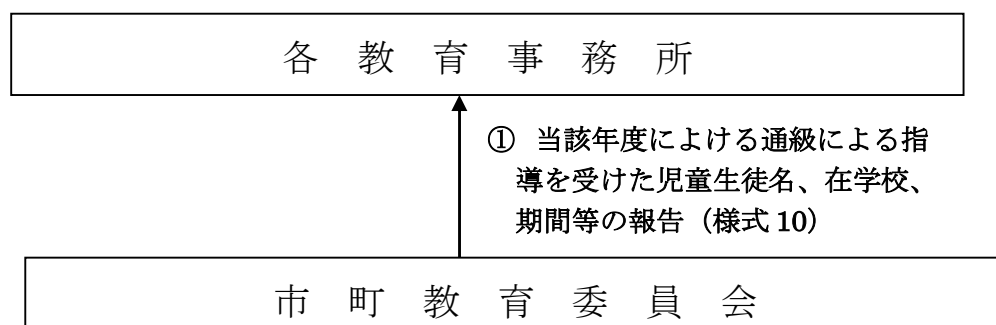 各教育事務所
① 当該年度によける通級による指
導を受けた児童生徒名、在学校、
期間等の報告（様式 10）
市町教育委員会